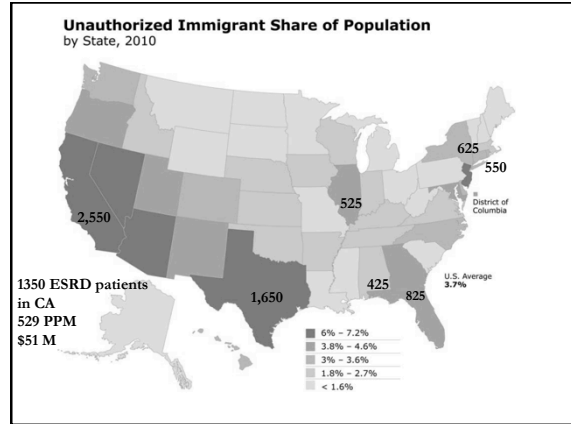 Unauthorized Immigrant Share of Population
by State, 2010
625
550
525
District of
Columbia
2,550
U.S. Average
3.7%
1350 ESRD patients
in CA
529 PPM
$51 M
1,650
425
825
6% – 7.2%
3.8% – 4.6%
3% – 3.6%
1.8% – 2.7%
< 1.6%